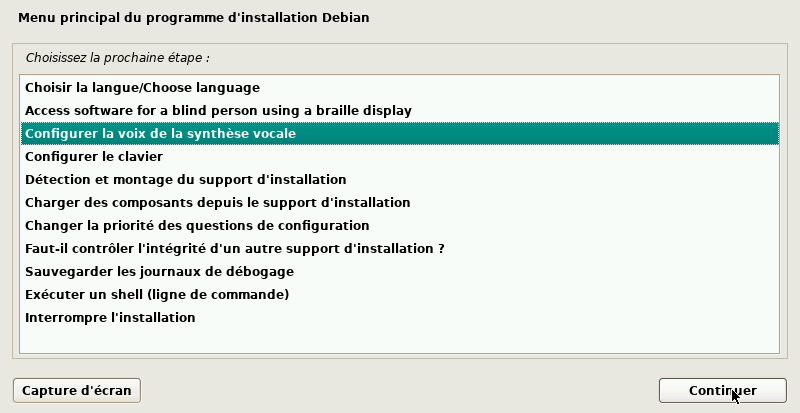 Menu principal du programme d'installation Debian
Choisissez la prochaine étape :
Choisir la langue/Choose language
Access software for a blind person using a braille display
Configurer la voix de la synthèse vocale
Configurer le clavier
Détection et montage du support d'installation
Charger des composants depuis le support d'installation
Changer la priorité des questions de configuration
Faut-il contrôler l'intégrité d'un autre support d'installation ?
Sauvegarder les journaux de débogage
Exécuter un shell (ligne de commande)
Interrompre l'installation
Capture d'écran
Continuer